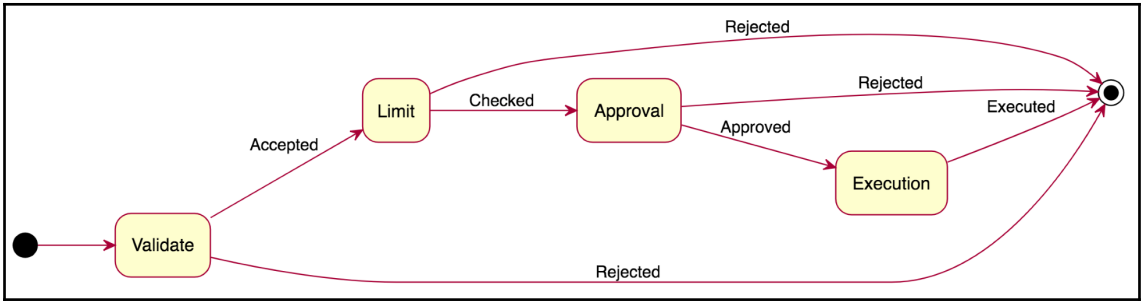 Rejected
Limit
Checked
Approval
Rejected
Executed
Accepted
Approved
Execution
Validate
Rejected